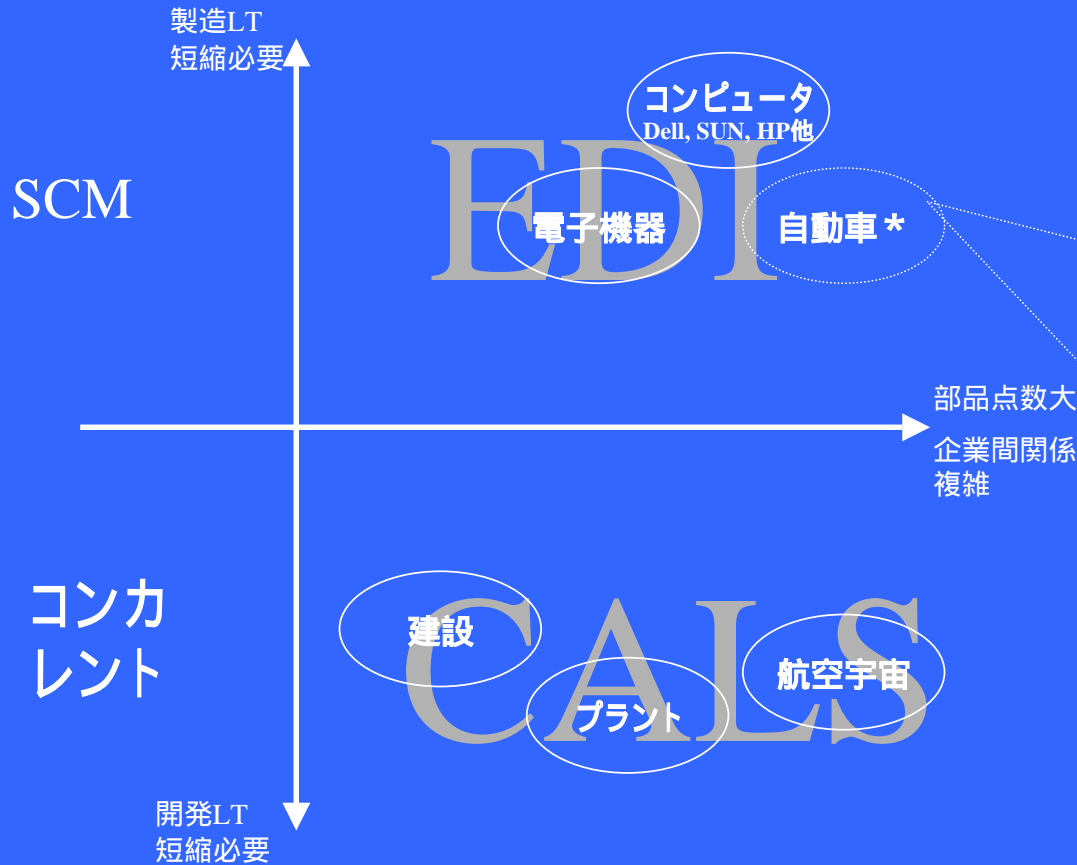 製造LT
短縮必要
コンピュータ
Dell, SUN, HP他
EDI
SCM
電子機器
自動車*
部品点数大
企業間関係
複雑
コンカ
レント
CALS
建設
航空宇宙
プラント
開発LT
短縮必要